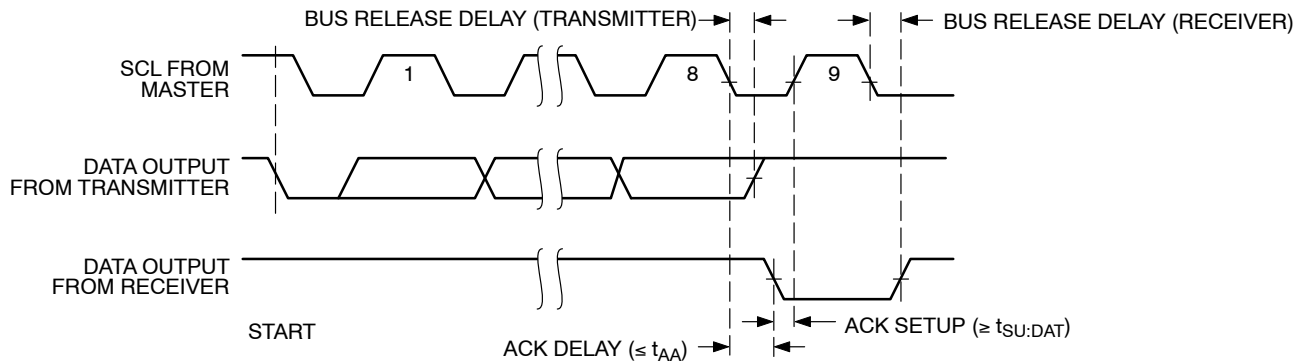 BUS RELEASE DELAY (TRANSMITTER)
BUS RELEASE DELAY (RECEIVER)
SCL FROM
MASTER
1
8
9
DATA OUTPUT
FROM TRANSMITTER
DATA OUTPUT
FROM RECEIVER
START
ACK SETUP (≥ tSU:DAT)
ACK DELAY (≤ tAA)